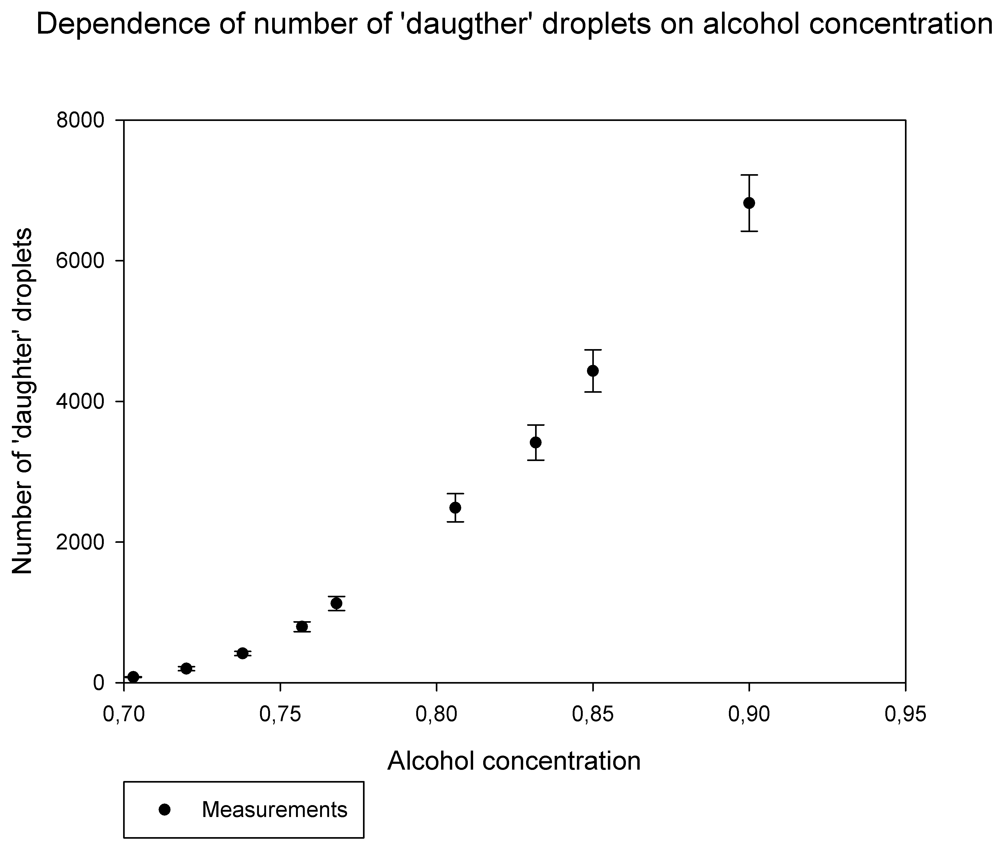 Dependence of number of 'daugther' droplets on alcohol concentration
Number of 'daughter' droplets
8000
6000
4000
2000
0
0,70 0,75 0,80 0,85 0,90 0,95
Alcohol concentration
Measurements